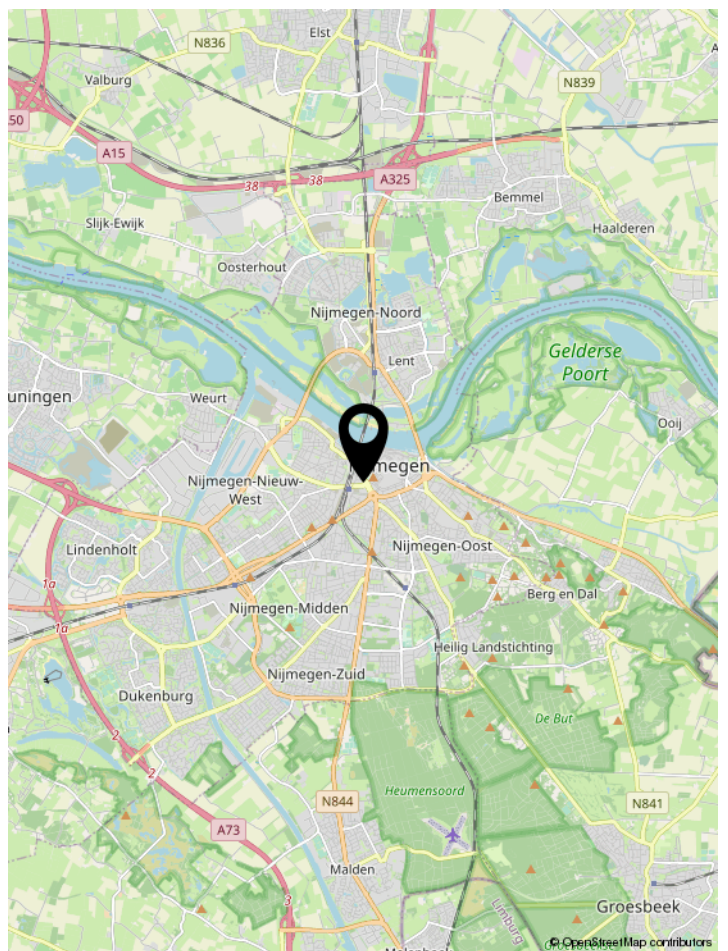 Elst
N836
Valburg
N839
50
A15
38
38
A325
Bemmel
Slijk-Ewijk
Haalderen
Oosterhout
Nijmegen-Noord
Lent
Gelderse
Poort
uningen
Weurt
Ooij
Nijmegen
Nijmegen-Nieuw-
West
Lindenholt
Nijmegen-Oost
1a
Berg en Dal
Nijmegen-Midden
1a
Heilig Landstichting
Nijmegen-Zuid
Dukenburg
De But
2
2
Heumensoord
N844
N841
A73
Malden
3
Limburg
Groesbeek
© OpenStreetMap contributors